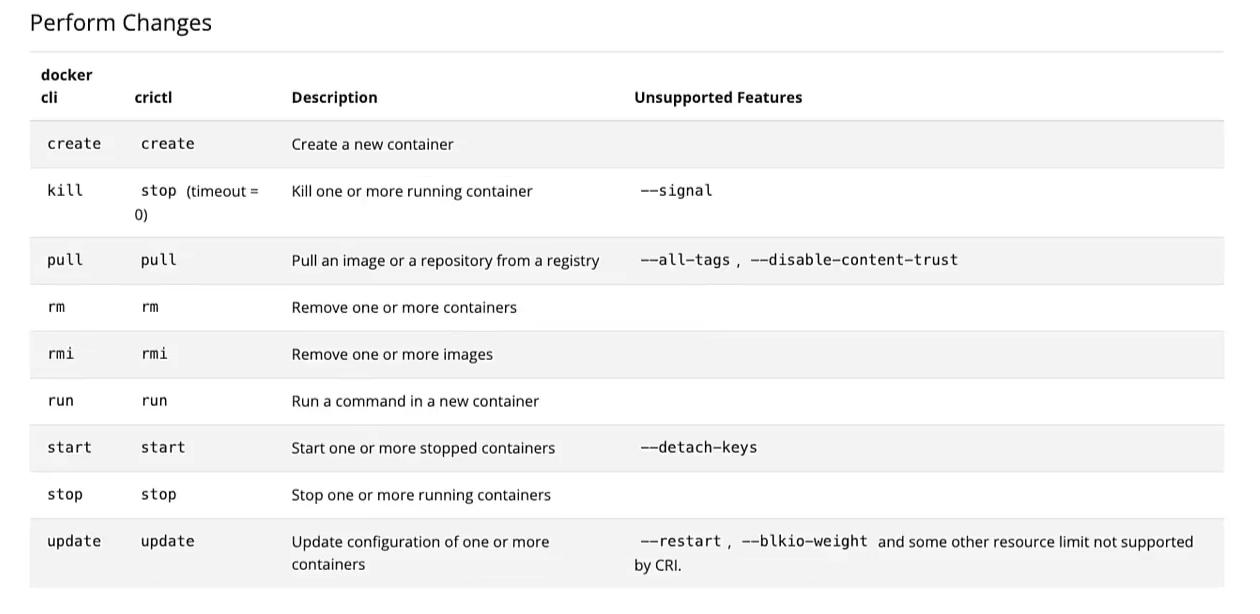 Perform Changes
docker
cli crictl Description Unsupported Features
create create Create a new container
kill stop (timeout = Kill one or more running container --signal
0)
pull pull Pull an image or a repository from a registry --all-tags , --disable-content-trust
rm rm Remove one or more containers
rmi rmi Remove one or more images
run run Run a command in a new container
start start Start one or more stopped containers --detach-keys
stop stop Stop one or more running containers
update update Update configuration of one or more --restart , --blkio-weight and some other resource limit not supported
containers by CRI.